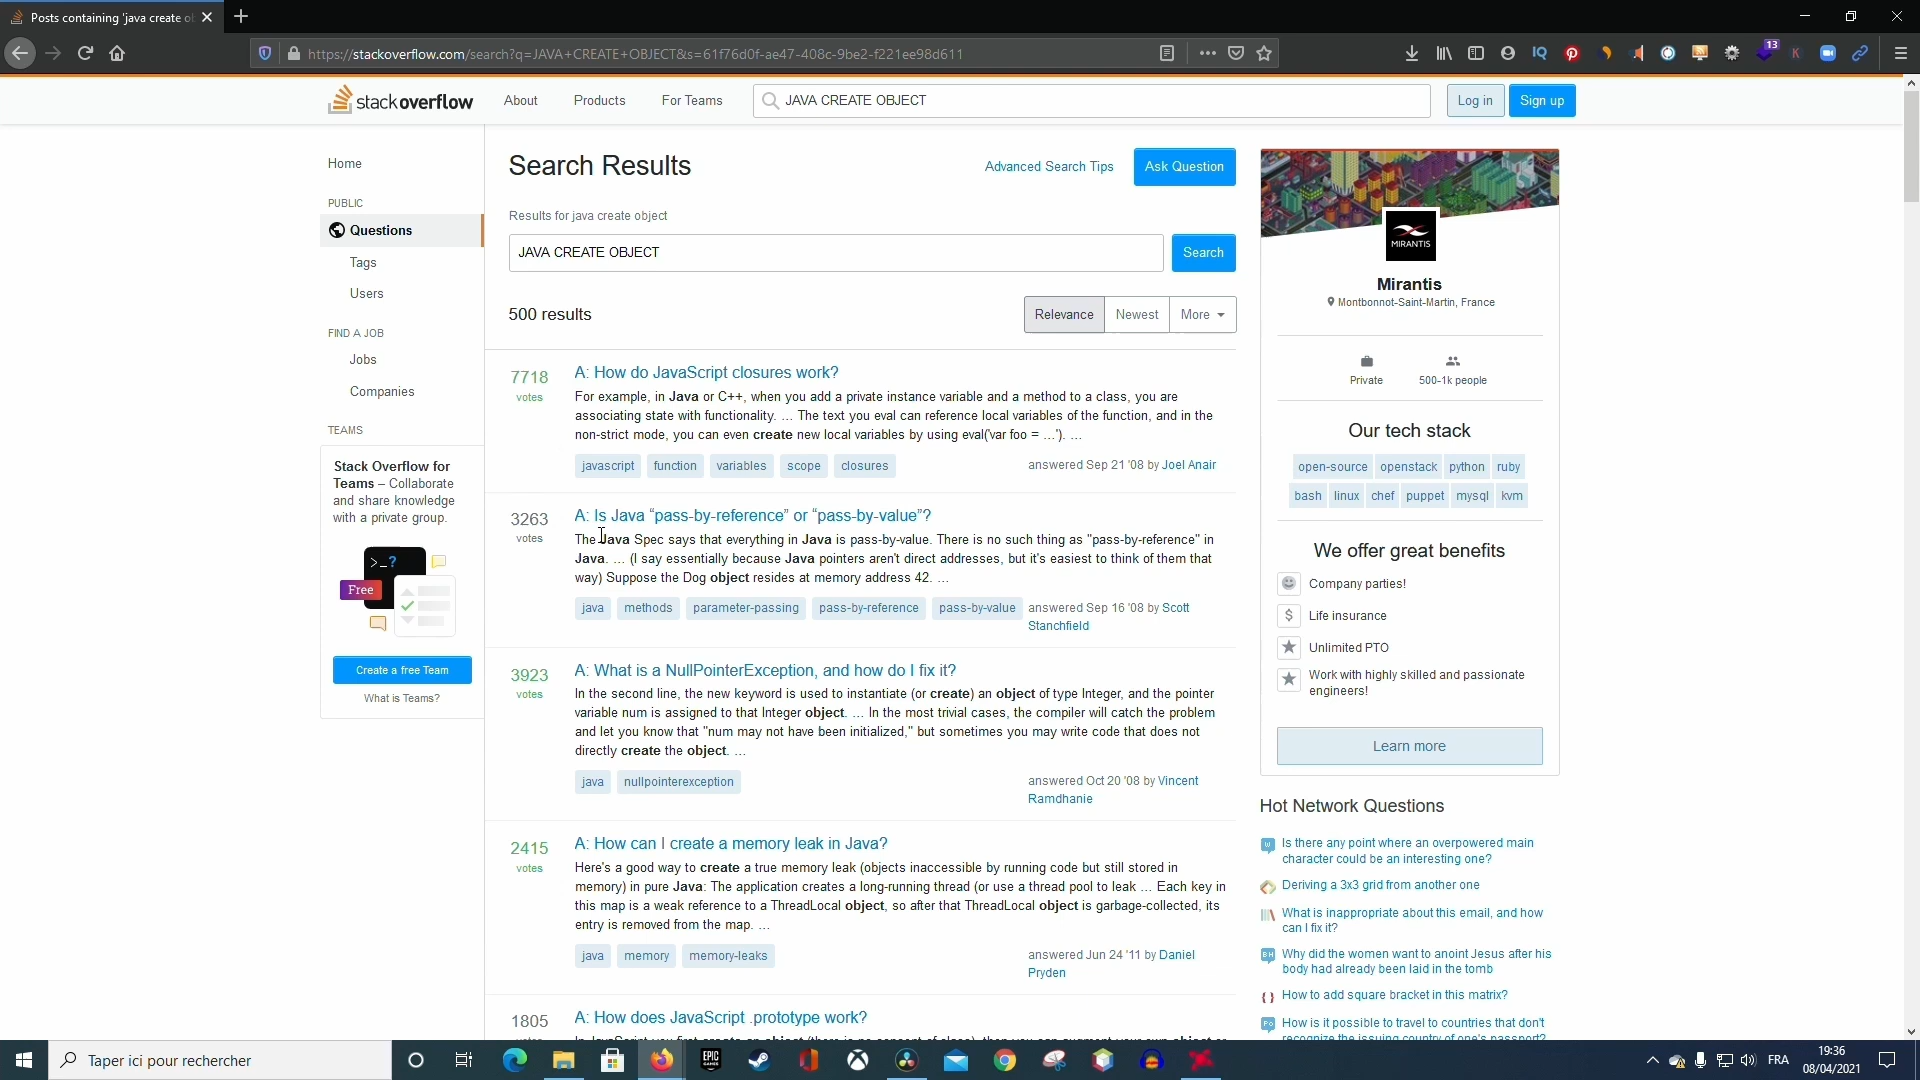 Posts containing 'java create ob
https://stackoverflow.com/search?q=JAVA+CREATE+OBJECT&s=61f76d0f-ae47-408c-9be2-f221ee98d611
13
stackoverflow
About
Products
For Teams
JAVA CREATE OBJECT
Log in
Sign up
Home
PUBLIC
Questions
Tags
Users
FIND A JOB
Jobs
Companies
TEAMS
Stack Overflow for
Teams – Collaborate
and share knowledge
with a private group.
>_?
Free
Create a free Team
What is Teams?
Search Results
Advanced Search Tips
Ask Question
Results for java create object
JAVA CREATE OBJECT
Search
500 results
Relevance
Newest
More
7718
votes
A: How do JavaScript closures work?
For example, in Java or C++, when you add a private instance variable and a method to a class, you are
associating state with functionality. … The text you eval can reference local variables of the function, and in the
non-strict mode, you can even create new local variables by using eval('var foo = …'). …
javascript function variables scope closures
answered Sep 21 '08 by Joel Anair
3263
votes
A: Is Java “pass-by-reference” or “pass-by-value”?
The Java Spec says that everything in Java is pass-by-value. There is no such thing as "pass-by-reference" in
Java. … (I say essentially because Java pointers aren't direct addresses, but it's easiest to think of them that
way) Suppose the Dog object resides at memory address 42. …
java methods parameter-passing pass-by-reference pass-by-value
answered Sep 16 '08 by Scott
Stanchfield
3923
votes
A: What is a NullPointerException, and how do I fix it?
In the second line, the new keyword is used to instantiate (or create) an object of type Integer, and the pointer
variable num is assigned to that Integer object. … In the most trivial cases, the compiler will catch the problem
and let you know that "num may not have been initialized," but sometimes you may write code that does not
directly create the object. …
java nullpointerexception
answered Oct 20 '08 by Vincent
Ramdhanie
2415
votes
A: How can I create a memory leak in Java?
Here's a good way to create a true memory leak (objects inaccessible by running code but still stored in
memory) in pure Java: The application creates a long-running thread (or use a thread pool to leak … Each key in
this map is a weak reference to a ThreadLocal object, so after that ThreadLocal object is garbage-collected, its
entry is removed from the map. …
java memory memory-leaks
answered Jun 24 '11 by Daniel
Pryden
1805
A: How does JavaScript .prototype work?
MIRANTIS
Mirantis
Montbonnot-Saint-Martin, France
Private
500-1k people
Our tech stack
open-source openstack python ruby
bash linux chef puppet mysql kvm
We offer great benefits
Company parties!
Life insurance
Unlimited PTO
Work with highly skilled and passionate
engineers!
Learn more
Hot Network Questions
Is there any point where an overpowered main
character could be an interesting one?
Deriving a 3x3 grid from another one
What is inappropriate about this email, and how
can I fix it?
Why did the women want to anoint Jesus after his
body had already been laid in the tomb
How to add square bracket in this matrix?
How is it possible to travel to countries that don't
recognize the issuing country of one's passport?
Taper ici pour rechercher
EPIC
FRA
19:36
08/04/2021